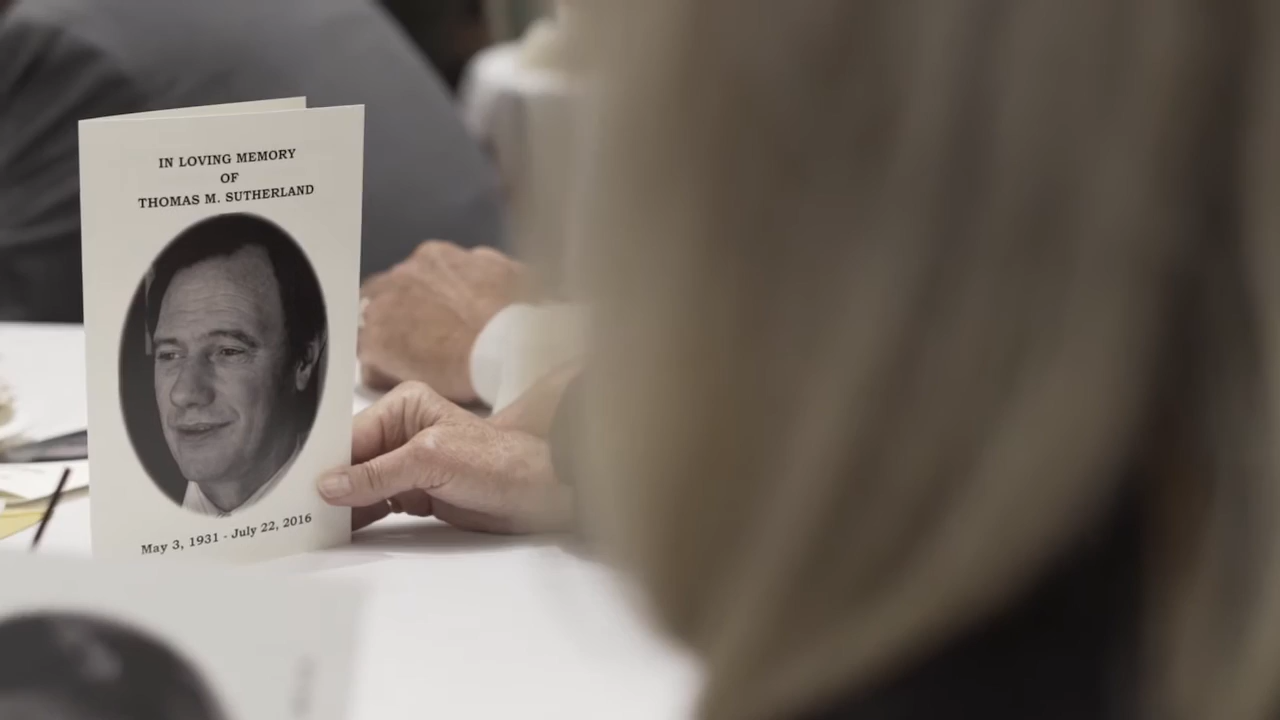 IN LOVING MEMORY
OF
THOMAS M. SUTHERLAND
May 3, 1931 - July 22, 2016